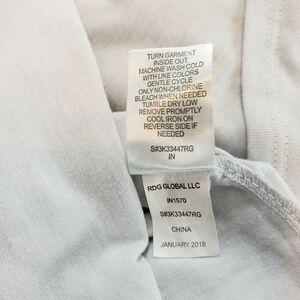 TURN GARMENT
INSIDE OUT
MACHINE WASH COLD
WITH LIKE COLORS
GENTLE CYCLE
ONLY NON-CHLORINE
BLEACH WHEN NEEDED
TUMBLE DRY LOW
REMOVE PROMPTLY
COOL IRON ON
REVERSE SIDE IF
NEEDED
S#3K33447RG
IN
RDG GLOBAL LLC
IN1570
S#3K33447RG
CHINA
JANUARY 2018